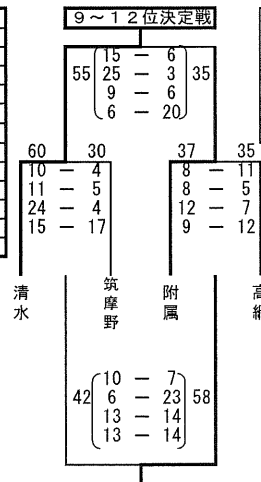 9～12位決定戦
15 － 6
55 25 － 3 35
9 － 6
6 － 20
60 30 37 35
10 － 4 8 － 11
11 － 5 8 － 5
24 － 4 12 － 7
15 － 17 9 － 12
清水
筑摩野
附属
10 － 7
42 6 － 23 58
13 － 14
13 － 14